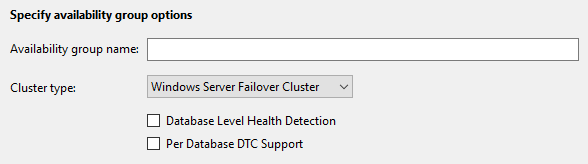 Specify availability group options
Availability group name:
Cluster type: Windows Server Failover Cluster
Database Level Health Detection
Per Database DTC Support